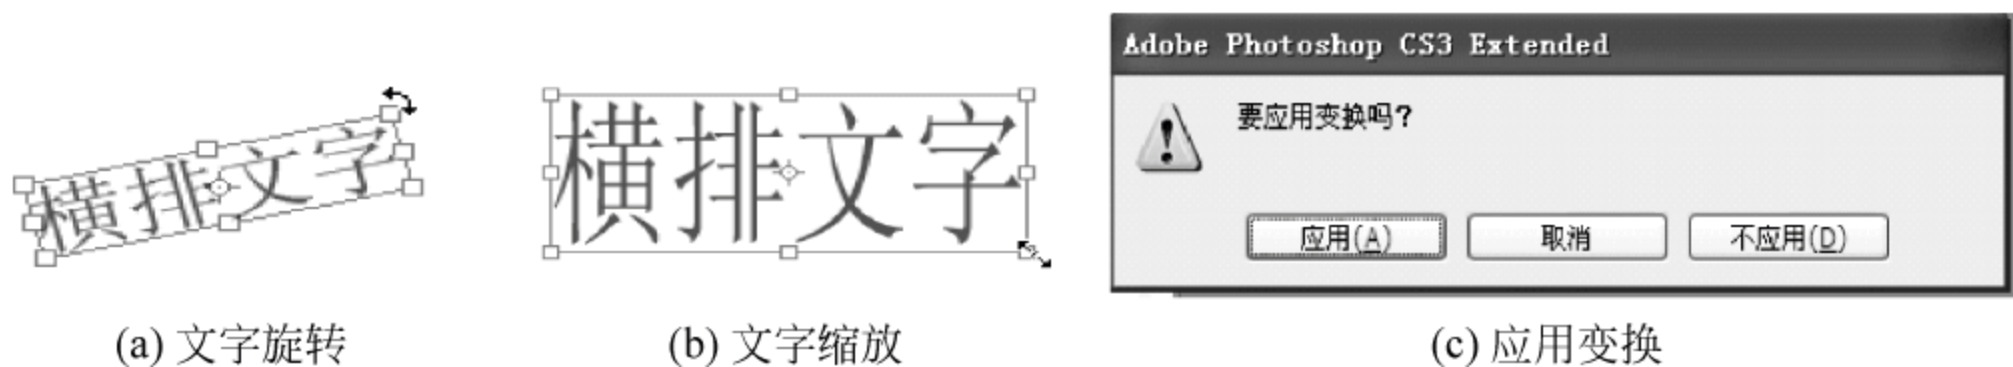 横排文字
(a) 文字旋转
横排文字
(b) 文字缩放
Adobe Photoshop CS3 Extended
要应用变换吗?
应用(A)
取消
不应用(D)
(c) 应用变换